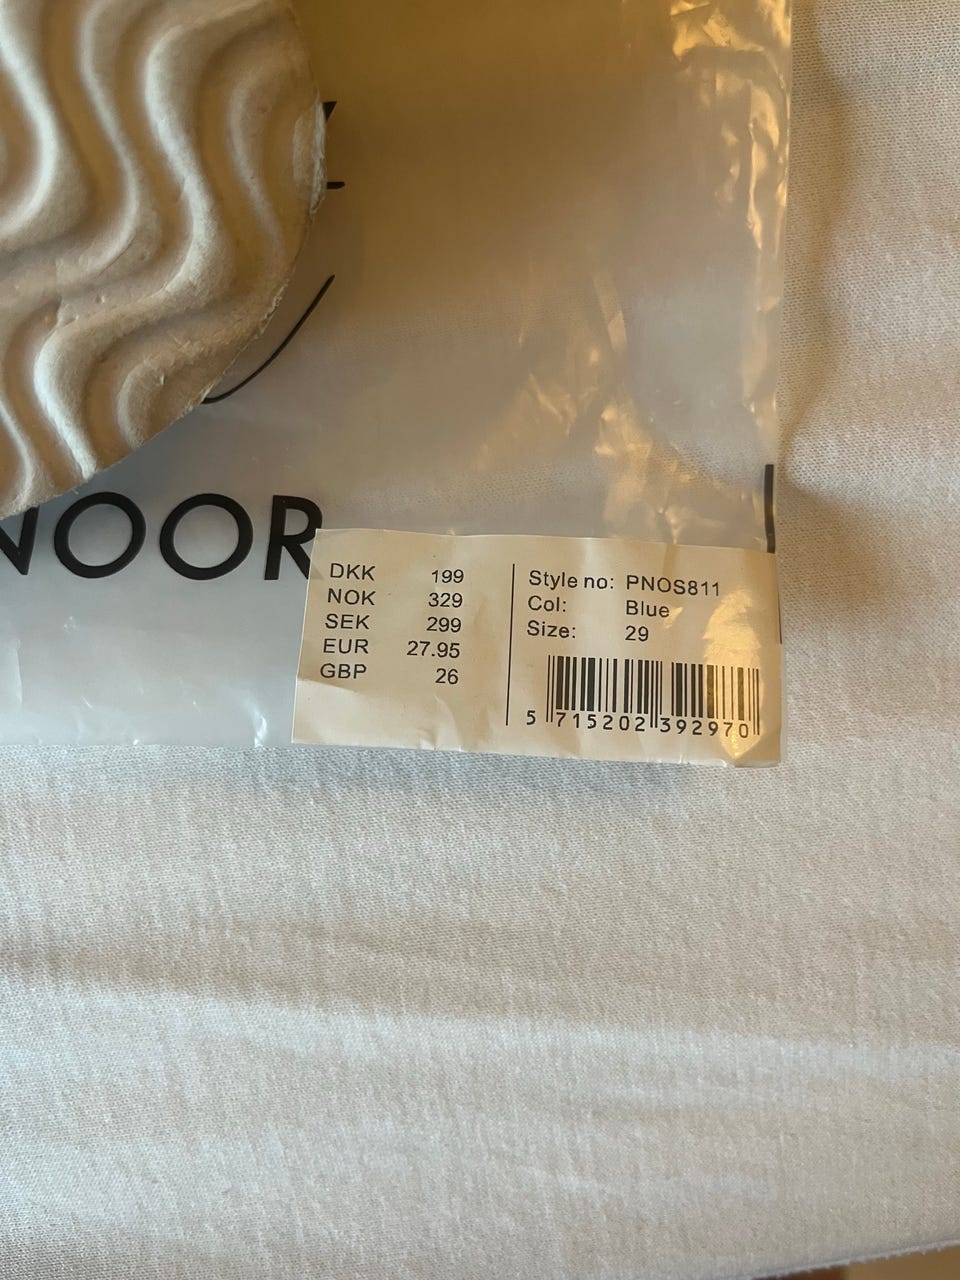 NOOR
DKK 199
NOK 329
SEK 299
EUR 27.95
GBP 26
Style no: PNOS811
Col: Blue
Size: 29
5 715202 392970